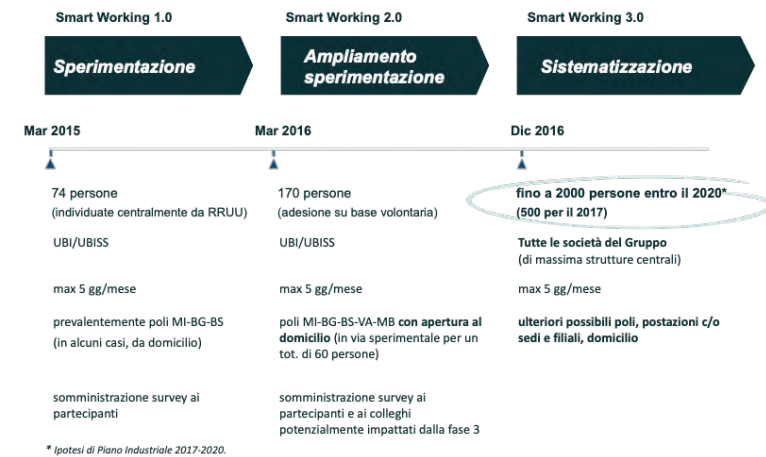 Smart Working 1.0
Smart Working 2.0
Smart Working 3.0
Sperimentazione
Ampliamento
sperimentazione
Sistematizzazione
Mar 2015
Mar 2016
Dic 2016
74 persone
(individuate centralmente da RRUU)
170 persone
(adesione su base volontaria)
fino a 2000 persone entro il 2020*
(500 per il 2017)
UBI/UBISS
UBI/UBISS
Tutte le società del Gruppo
(di massima strutture centrali)
max 5 gg/mese
max 5 gg/mese
max 5 gg/mese
prevalentemente poli MI-BG-BS
(in alcuni casi, da domicilio)
poli MI-BG-BS-VA-MB con apertura al
domicilio (in via sperimentale per un
tot. di 60 persone)
ulteriori possibili poli, postazioni c/o
sedi e filiali, domicilio
somministrazione survey ai
partecipanti
somministrazione survey ai
partecipanti e ai colleghi
potenzialmente impattati dalla fase 3
* Ipotesi di Piano Industriale 2017-2020.